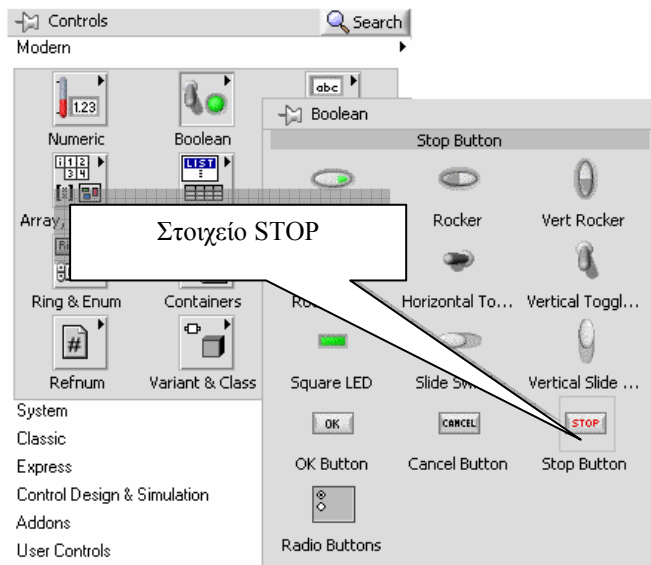 Controls
Search
Modern
1.23
abc
Numeric
Boolean
LIST
Array,
Ring & Enum
Containers
#
Refnum
Variant & Class
System
Classic
Express
Control Design & Simulation
Addons
User Controls
Boolean
Stop Button
Rocker
Vert Rocker
Horizontal To...
Vertical Toggl...
Square LED
Vertical Slide ...
OK
CANCEL
STOP
OK Button
Cancel Button
Stop Button
Radio Buttons
Στοιχείο STOP